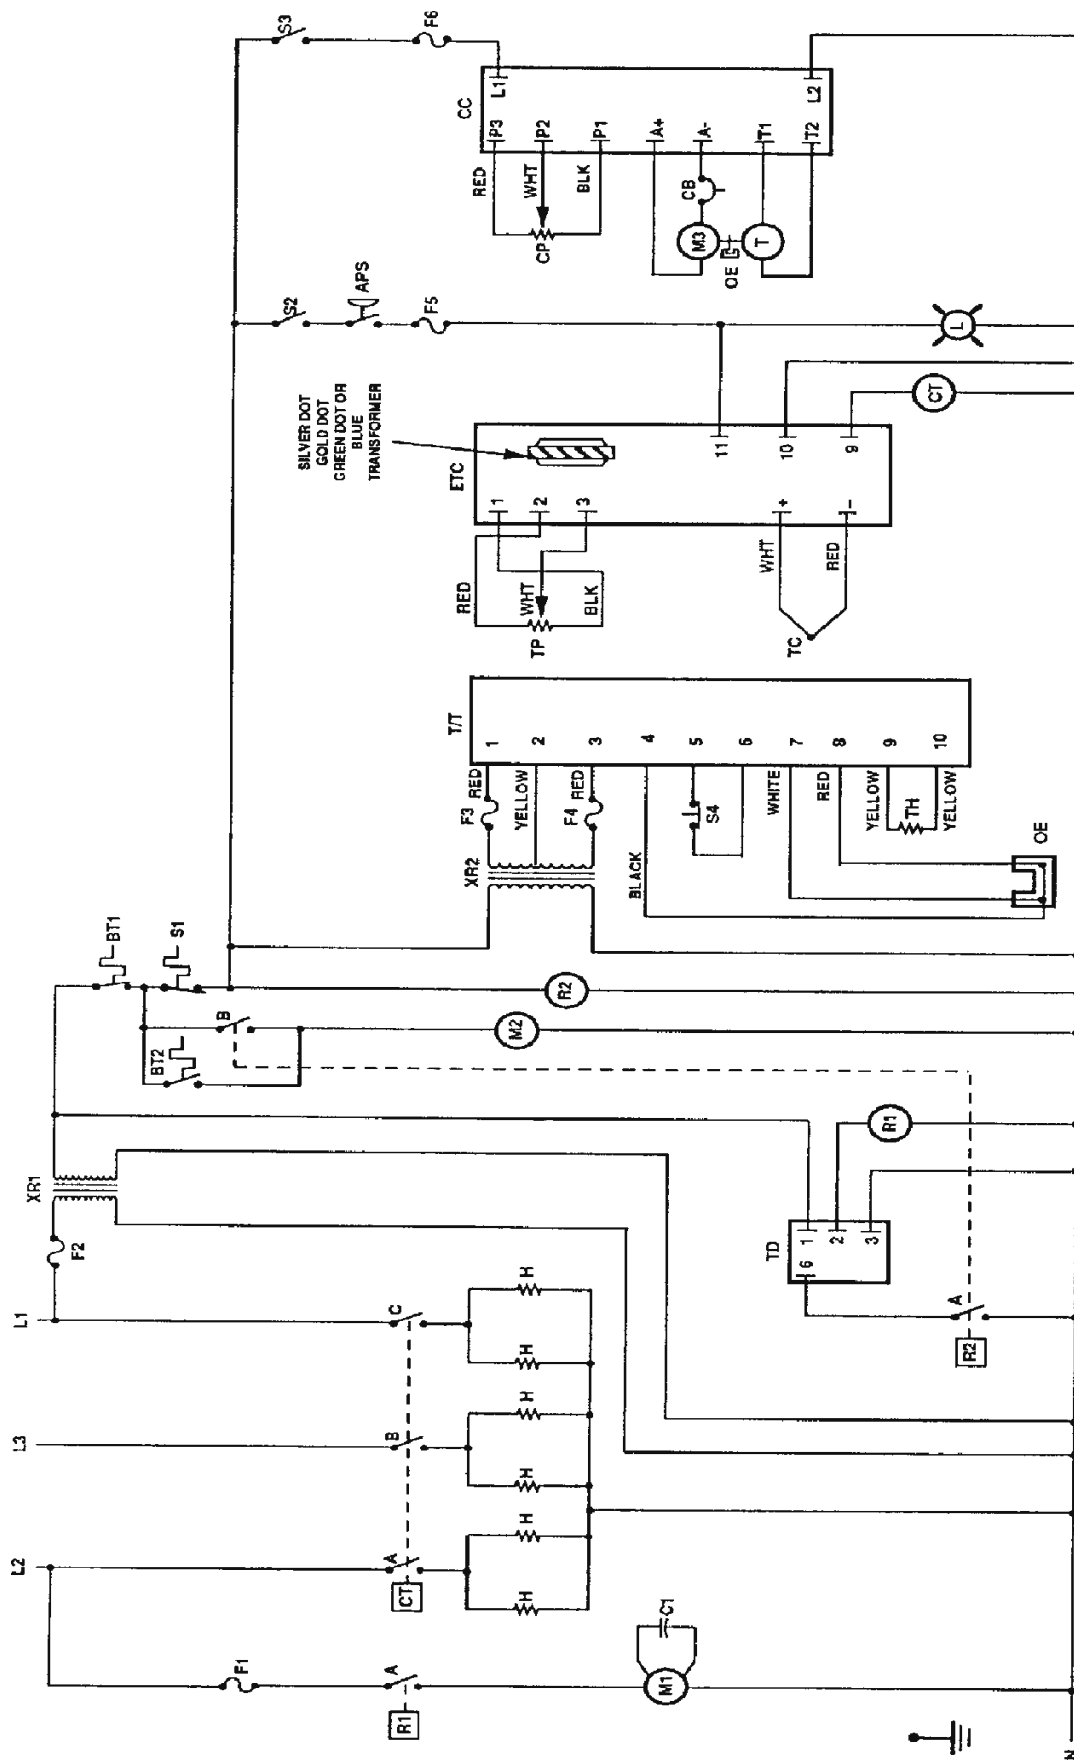 S3
F6
CC
L1
P3
P2
P1
A+
A-
T1
T2
L2
RED
WHT
BLK
CP
CB
M3
OE
T
S2
APS
F5
L
CT
SILVER DOT
GOLD DOT
GREEN DOT OR
BLUE
TRANSFORMER
ETC
1
2
3
11
10
9
+
-
RED
WHT
BLK
TP
WHT
RED
TC
T/T
1
2
3
4
5
6
7
8
9
10
RED
YELLOW
RED
WHITE
RED
YELLOW
YELLOW
F3
F4
S4
TH
XR2
BLACK
OE
BT1
S1
R2
B
BT2
M2
R1
XR1
F2
TD
1
2
3
6
A
R2
L1
C
H
H
L3
B
H
H
L2
A
CT
H
H
F1
A
R1
C1
M1
N